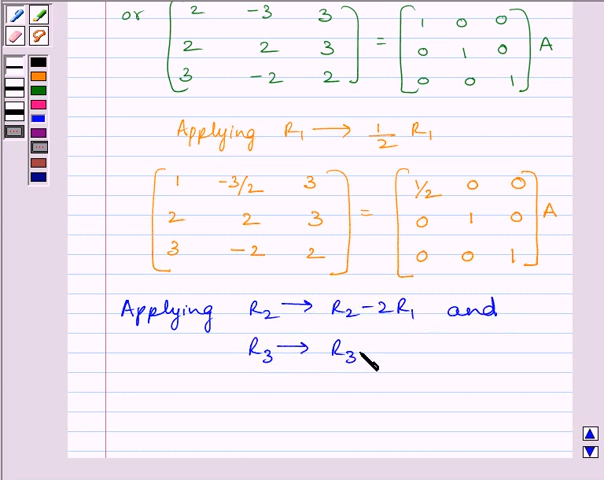 or [ 2 -3 3 = [ 1 0 0
2 2 3 0 1 0 A
3 -2 2 ] 0 0 1 ]
Applying R₁ → 1/2 R₁
[ 1 -3/2 3 = [ 1/2 0 0
2 2 3 0 1 0 A
3 -2 2 ] 0 0 1 ]
Applying R₂ → R₂ - 2R₁ and
R₃ → R₃